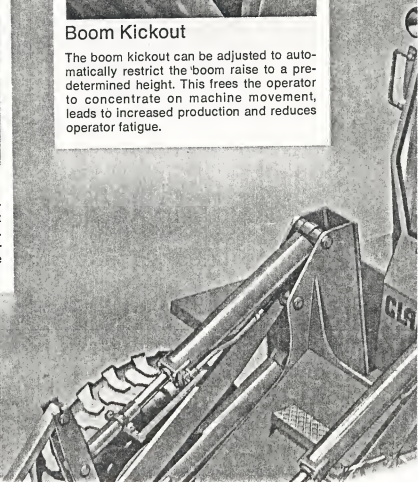 Boom Kickout
The boom kickout can be adjusted to auto-
matically restrict the boom raise to a pre-
determined height. This frees the operator
to concentrate on machine movement,
leads to increased production and reduces
operator fatigue.
CLA